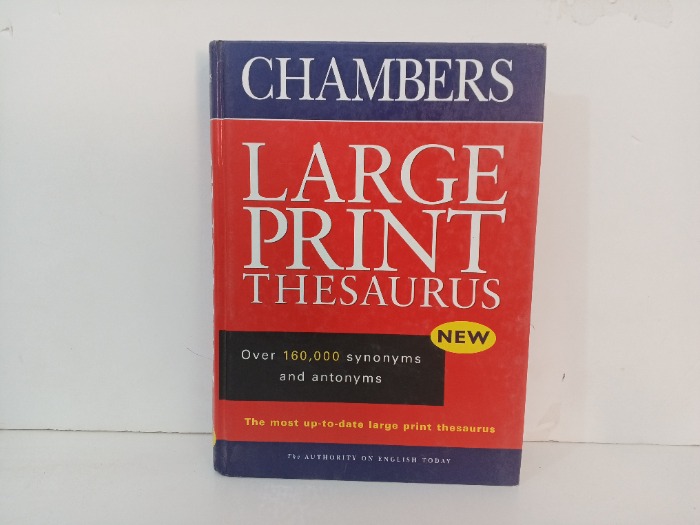 CHAMBERS
LARGE
PRINT
THESAURUS
NEW
Over 160,000 synonyms
and antonyms
The most up-to-date large print thesaurus
The AUTHORITY ON ENGLISH TODAY